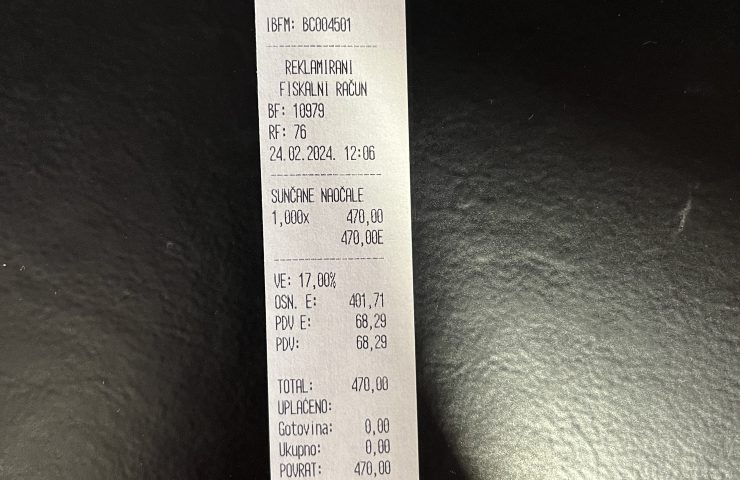 IBFM: BC004501
REKLAMIRANI
FISKALNI RAČUN
BF: 10979
RF: 76
24.02.2024. 12:06
SUNČANE NAOČALE
1,000x 470,00
470,00E
VE: 17,00%
OSN. E: 401,71
PDV E: 68,29
PDV: 68,29
TOTAL: 470,00
UPLAĆENO:
Gotovina: 0,00
Ukupno: 0,00
POVRAT: 470,00